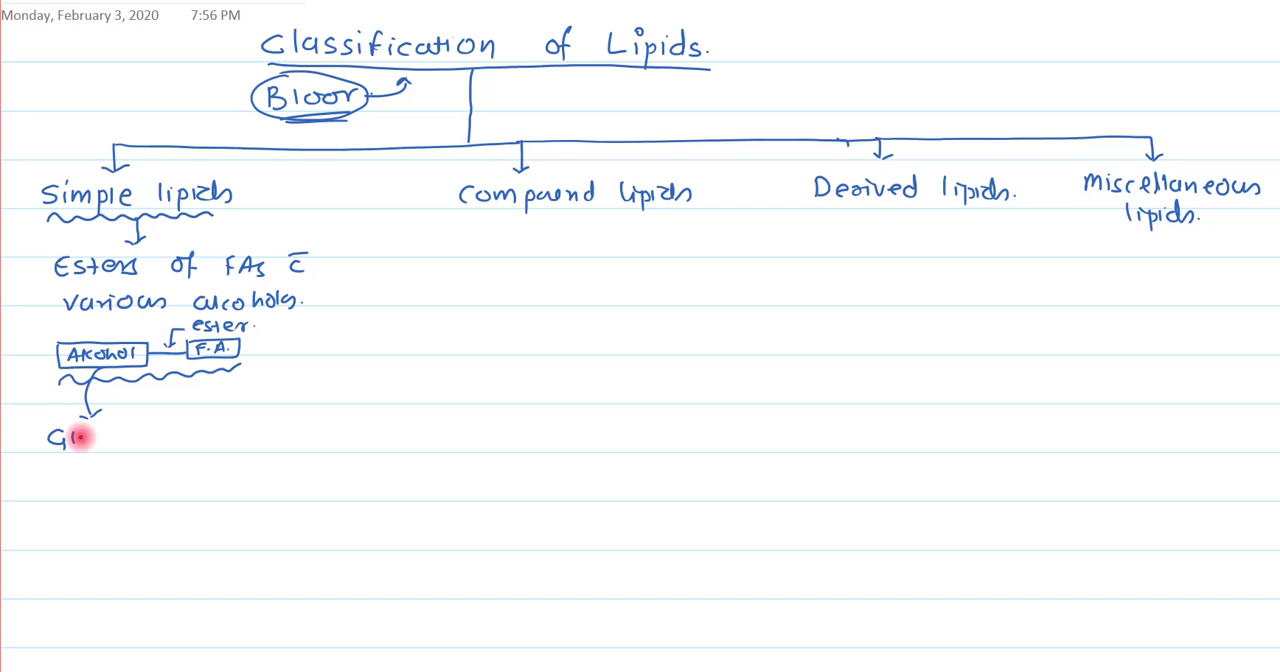 Monday, February 3, 2020 7:56 PM
Classification of Lipids.
Bloor
Simple lipids
Compound lipids
Derived lipids.
Miscellaneous
lipids.
Esters of FAs c̄
various alcohols.
ester.
Alcohol F.A.
Gl